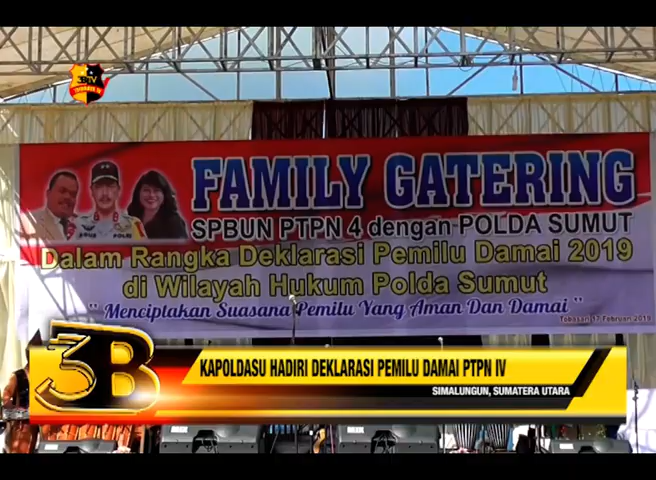 FAMILY GATERING
SPBUN PTPN 4 dengan POLDA SUMUT
Dalam Rangka Deklarasi Pemilu Damai 2019
di Wilayah Hukum Polda Sumut
" Menciptakan Suasana Pemilu Yang Aman Dan Damai "
Tobasari 17 Februari 2019
3B
KAPOLDASU HADIRI DEKLARASI PEMILU DAMAI PTPN IV
SIMALUNGUN, SUMATERA UTARA